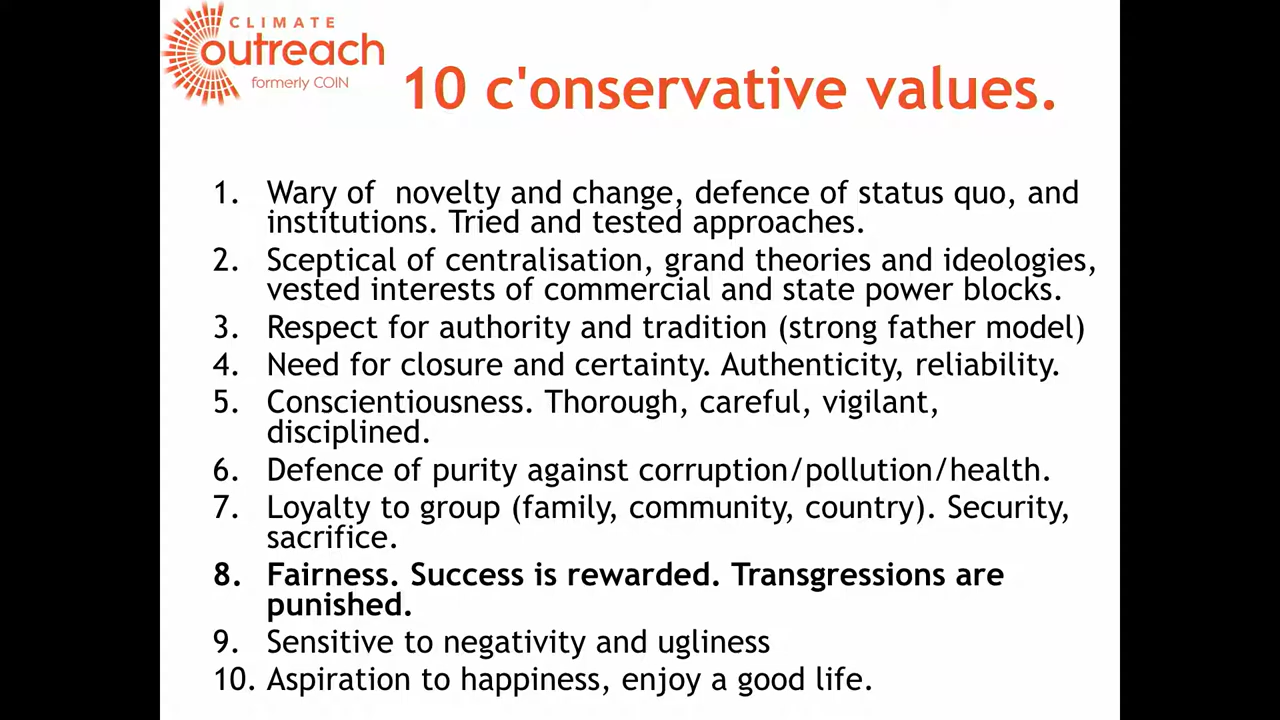 CLIMATE
outreach
formerly COIN
10 c'onservative values.
1. Wary of novelty and change, defence of status quo, and
institutions. Tried and tested approaches.
2. Sceptical of centralisation, grand theories and ideologies,
vested interests of commercial and state power blocks.
3. Respect for authority and tradition (strong father model)
4. Need for closure and certainty. Authenticity, reliability.
5. Conscientiousness. Thorough, careful, vigilant,
disciplined.
6. Defence of purity against corruption/pollution/health.
7. Loyalty to group (family, community, country). Security,
sacrifice.
8. Fairness. Success is rewarded. Transgressions are
punished.
9. Sensitive to negativity and ugliness
10. Aspiration to happiness, enjoy a good life.